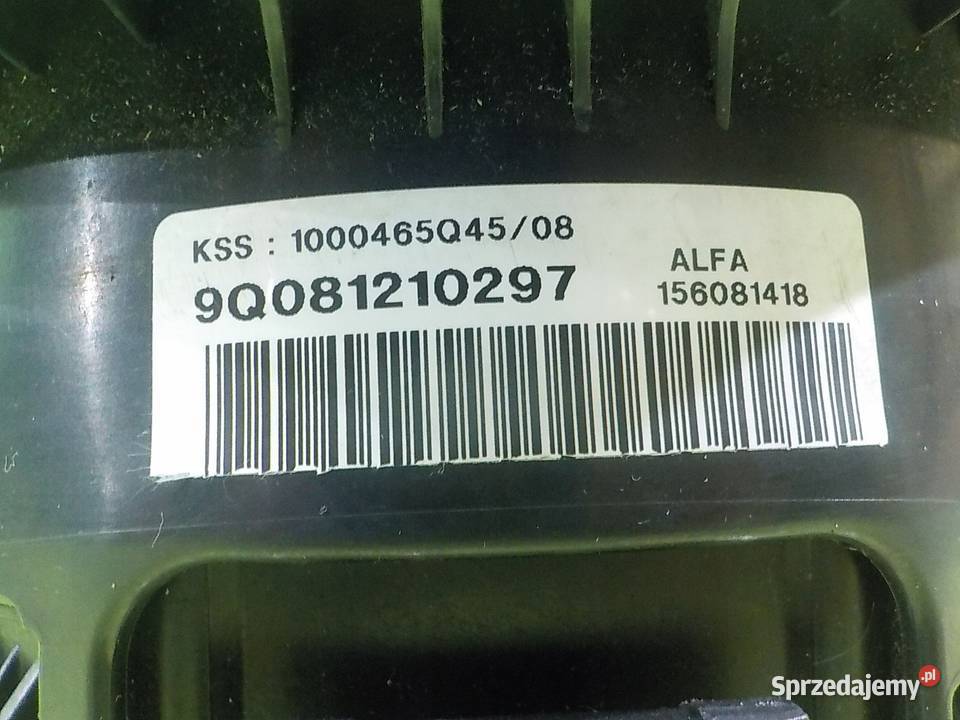 KSS : 1000465Q45/08
9Q081210297
ALFA
156081418
Sprzedajemy.pl